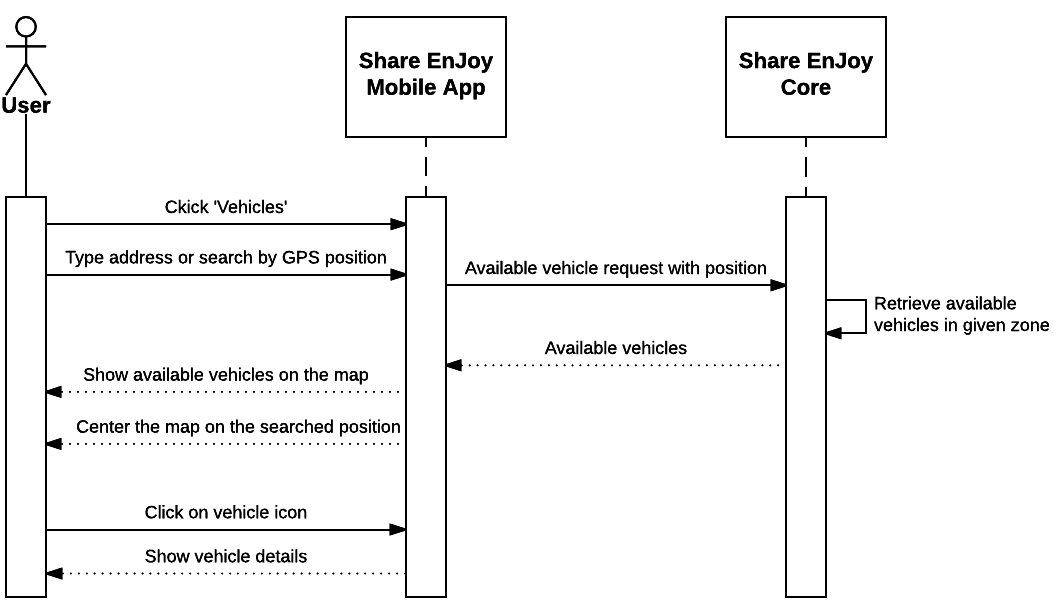 Share EnJoy
Mobile App
Share EnJoy
Core
User
Ckick 'Vehicles'
Type address or search by GPS position
Available vehicle request with position
Retrieve available
vehicles in given zone
Available vehicles
Show available vehicles on the map
Center the map on the searched position
Click on vehicle icon
Show vehicle details